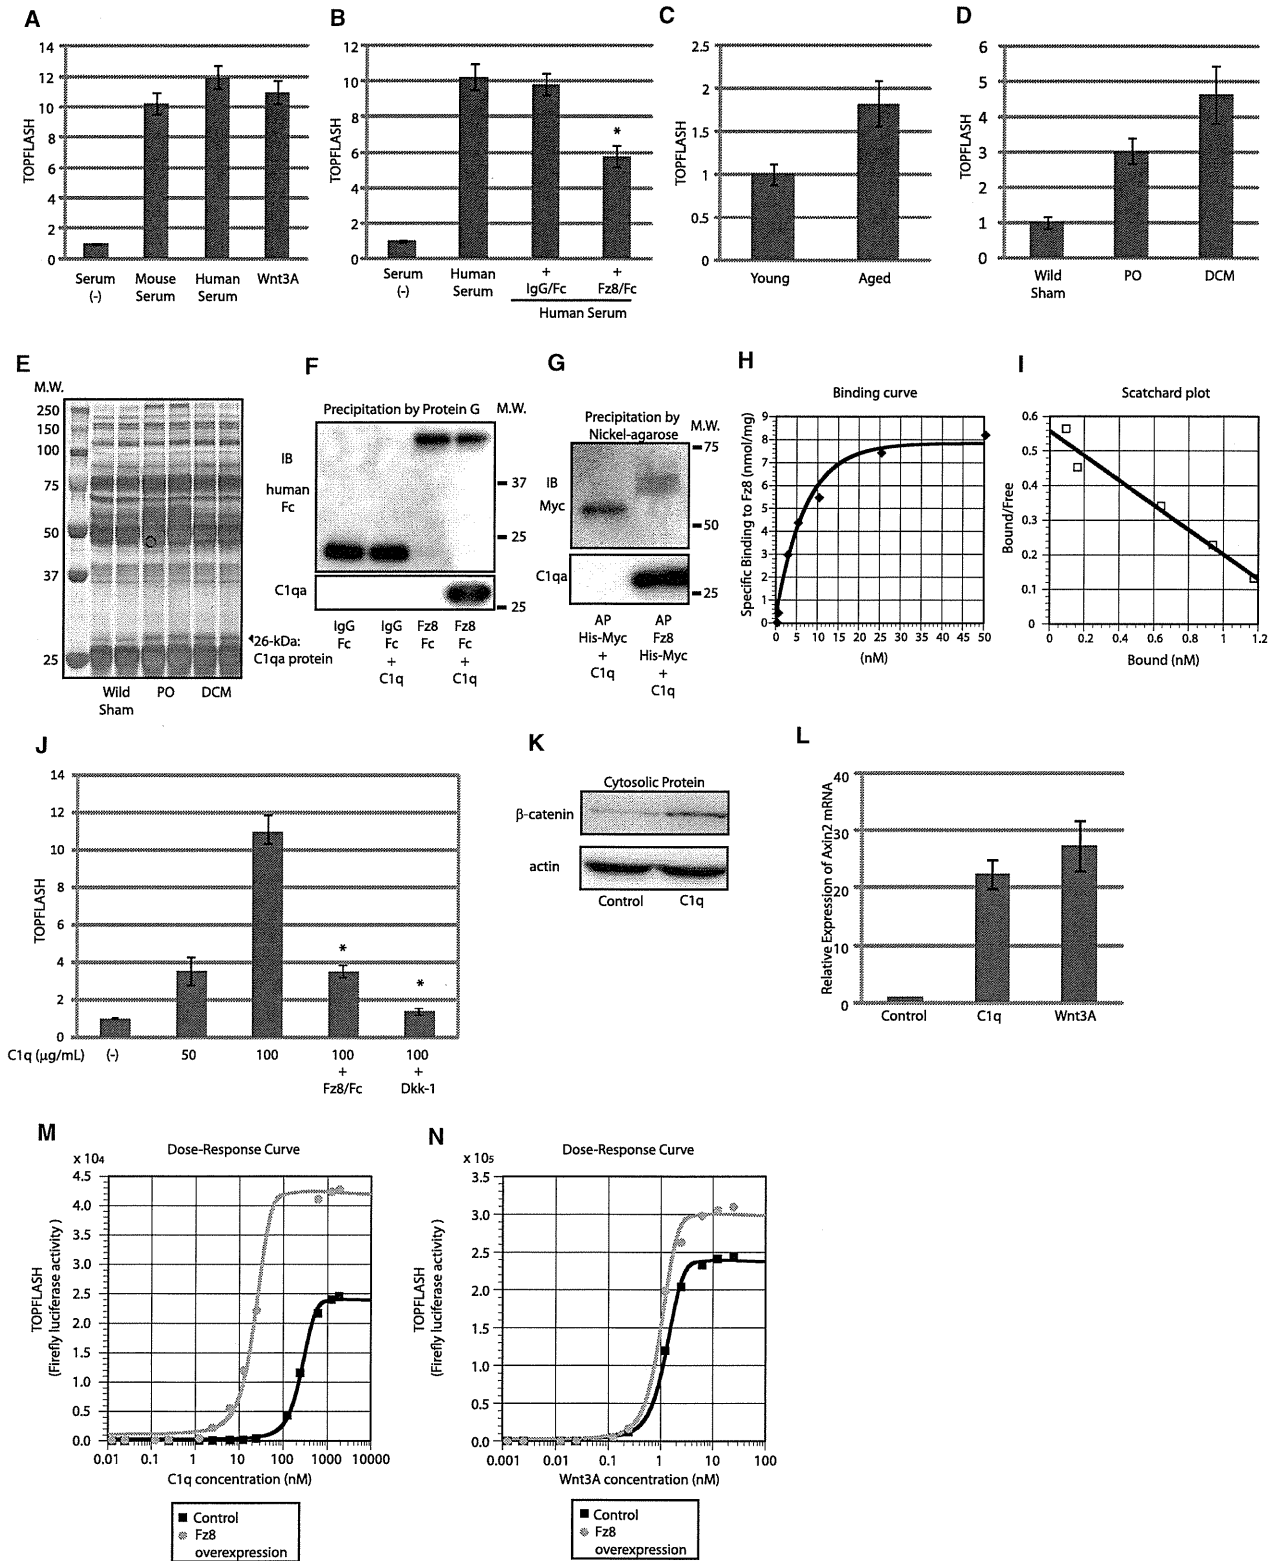 A
14
12
10
8
6
4
2
0
TOPFLASH
Serum (-)
Mouse Serum
Human Serum
Wnt3A
B
12
10
8
6
4
2
0
TOPFLASH
*
Serum (-)
Human Serum
+ IgG/Fc
+ Fz8/Fc
Human Serum
C
2.5
2
1.5
1
0.5
0
TOPFLASH
Young
Aged
D
6
5
4
3
2
1
0
TOPFLASH
Wild Sham
PO
DCM
E
M.W.
250
150
100
75
50
37
25
26-kDa:
C1qa protein
Wild Sham
PO
DCM
F
Precipitation by Protein G
M.W.
IB
human
Fc
37
25
C1qa
25
IgG Fc
IgG Fc + C1q
Fz8 Fc
Fz8 Fc + C1q
G
Precipitation by
Nickel-agarose
M.W.
75
IB
Myc
50
C1qa
25
AP His-Myc + C1q
AP Fz8 His-Myc + C1q
H
Binding curve
Specific Binding to Fz8 (nmol/mg)
9
8
7
6
5
4
3
2
1
0
0 5 10 15 20 25 30 35 40 45 50
(nM)
I
Scatchard plot
Bound/Free
0.6
0.5
0.4
0.3
0.2
0.1
0
0 0.2 0.4 0.6 0.8 1 1.2
Bound (nM)
J
14
12
10
8
6
4
2
0
TOPFLASH
*
*
C1q (μg/mL)
(-)
50
100
100 + Fz8/Fc
100 + Dkk-1
K
Cytosolic Protein
β-catenin
actin
Control
C1q
L
Relative Expression of Axin2 mRNA
40
30
20
10
0
Control
C1q
Wnt3A
M
Dose-Response Curve
x 104
4.5
4.0
3.5
3.0
2.5
2.0
1.5
1.0
0.5
0.0
TOPFLASH
(Firefly luciferase activity )
0.01 0.1 1 10 100 1000 10000
C1q concentration (nM)
Control
Fz8
overexpression
N
Dose-Response Curve
x 105
3.5
3.0
2.5
2.0
1.5
1.0
0.5
0.0
TOPFLASH
(Firefly luciferase activity )
0.001 0.01 0.1 1 10 100
Wnt3A concentration (nM)
Control
Fz8
overexpression